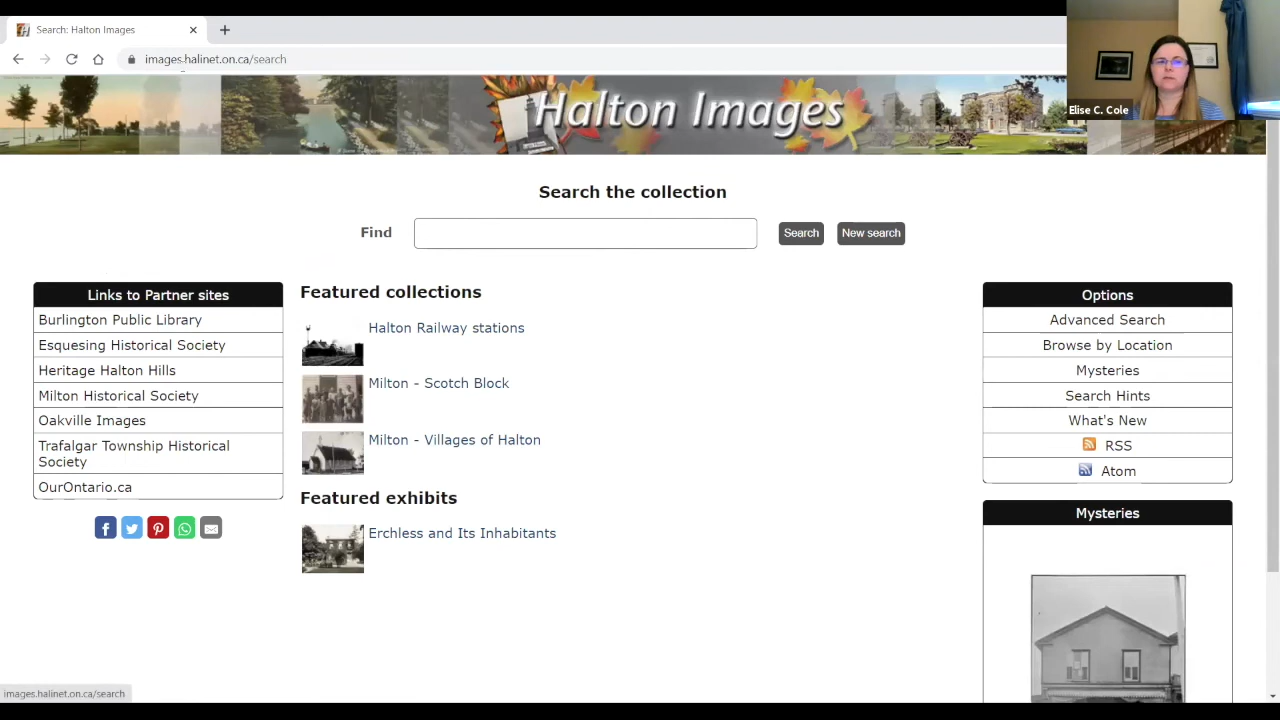 Search: Halton Images
images.halinet.on.ca/search
Elise C. Cole
Halton Images
Search the collection
Find
Search
New search
Links to Partner sites
Burlington Public Library
Esquesing Historical Society
Heritage Halton Hills
Milton Historical Society
Oakville Images
Trafalgar Township Historical
Society
OurOntario.ca
Featured collections
Halton Railway stations
Milton - Scotch Block
Milton - Villages of Halton
Featured exhibits
Erchless and Its Inhabitants
Options
Advanced Search
Browse by Location
Mysteries
Search Hints
What's New
RSS
Atom
Mysteries
images.halinet.on.ca/search